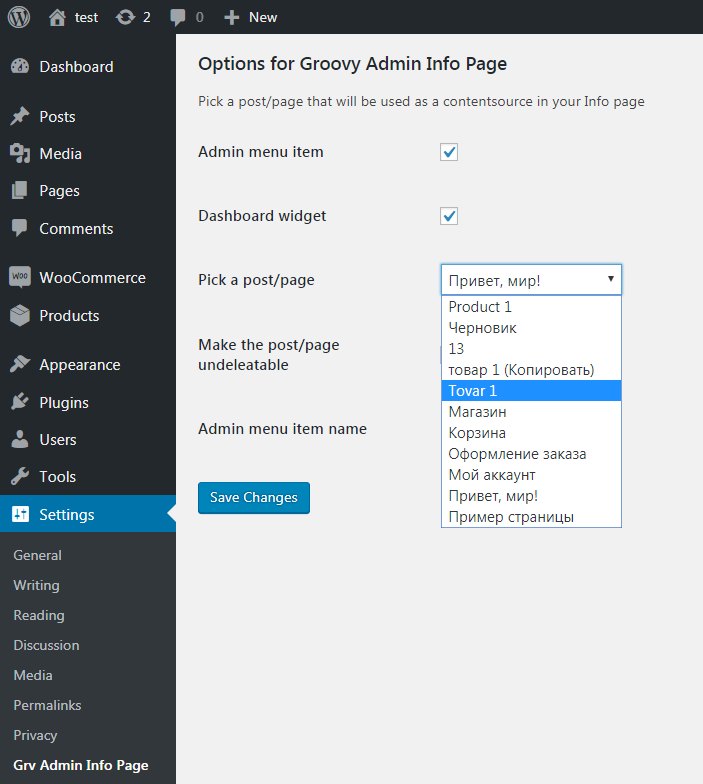 test 2 0 New
Dashboard
Posts
Media
Pages
Comments
WOO WooCommerce
Products
Appearance
Plugins
Users
Tools
Settings
General
Writing
Reading
Discussion
Media
Permalinks
Privacy
Grv Admin Info Page
Options for Groovy Admin Info Page
Pick a post/page that will be used as a contentsource in your Info page
Admin menu item
Dashboard widget
Pick a post/page
Привет, мир!
Product 1
Черновик
13
товар 1 (Копировать)
Tovar 1
Магазин
Корзина
Оформление заказа
Мой аккаунт
Привет, мир!
Пример страницы
Make the post/page
undeleatable
Admin menu item name
Save Changes